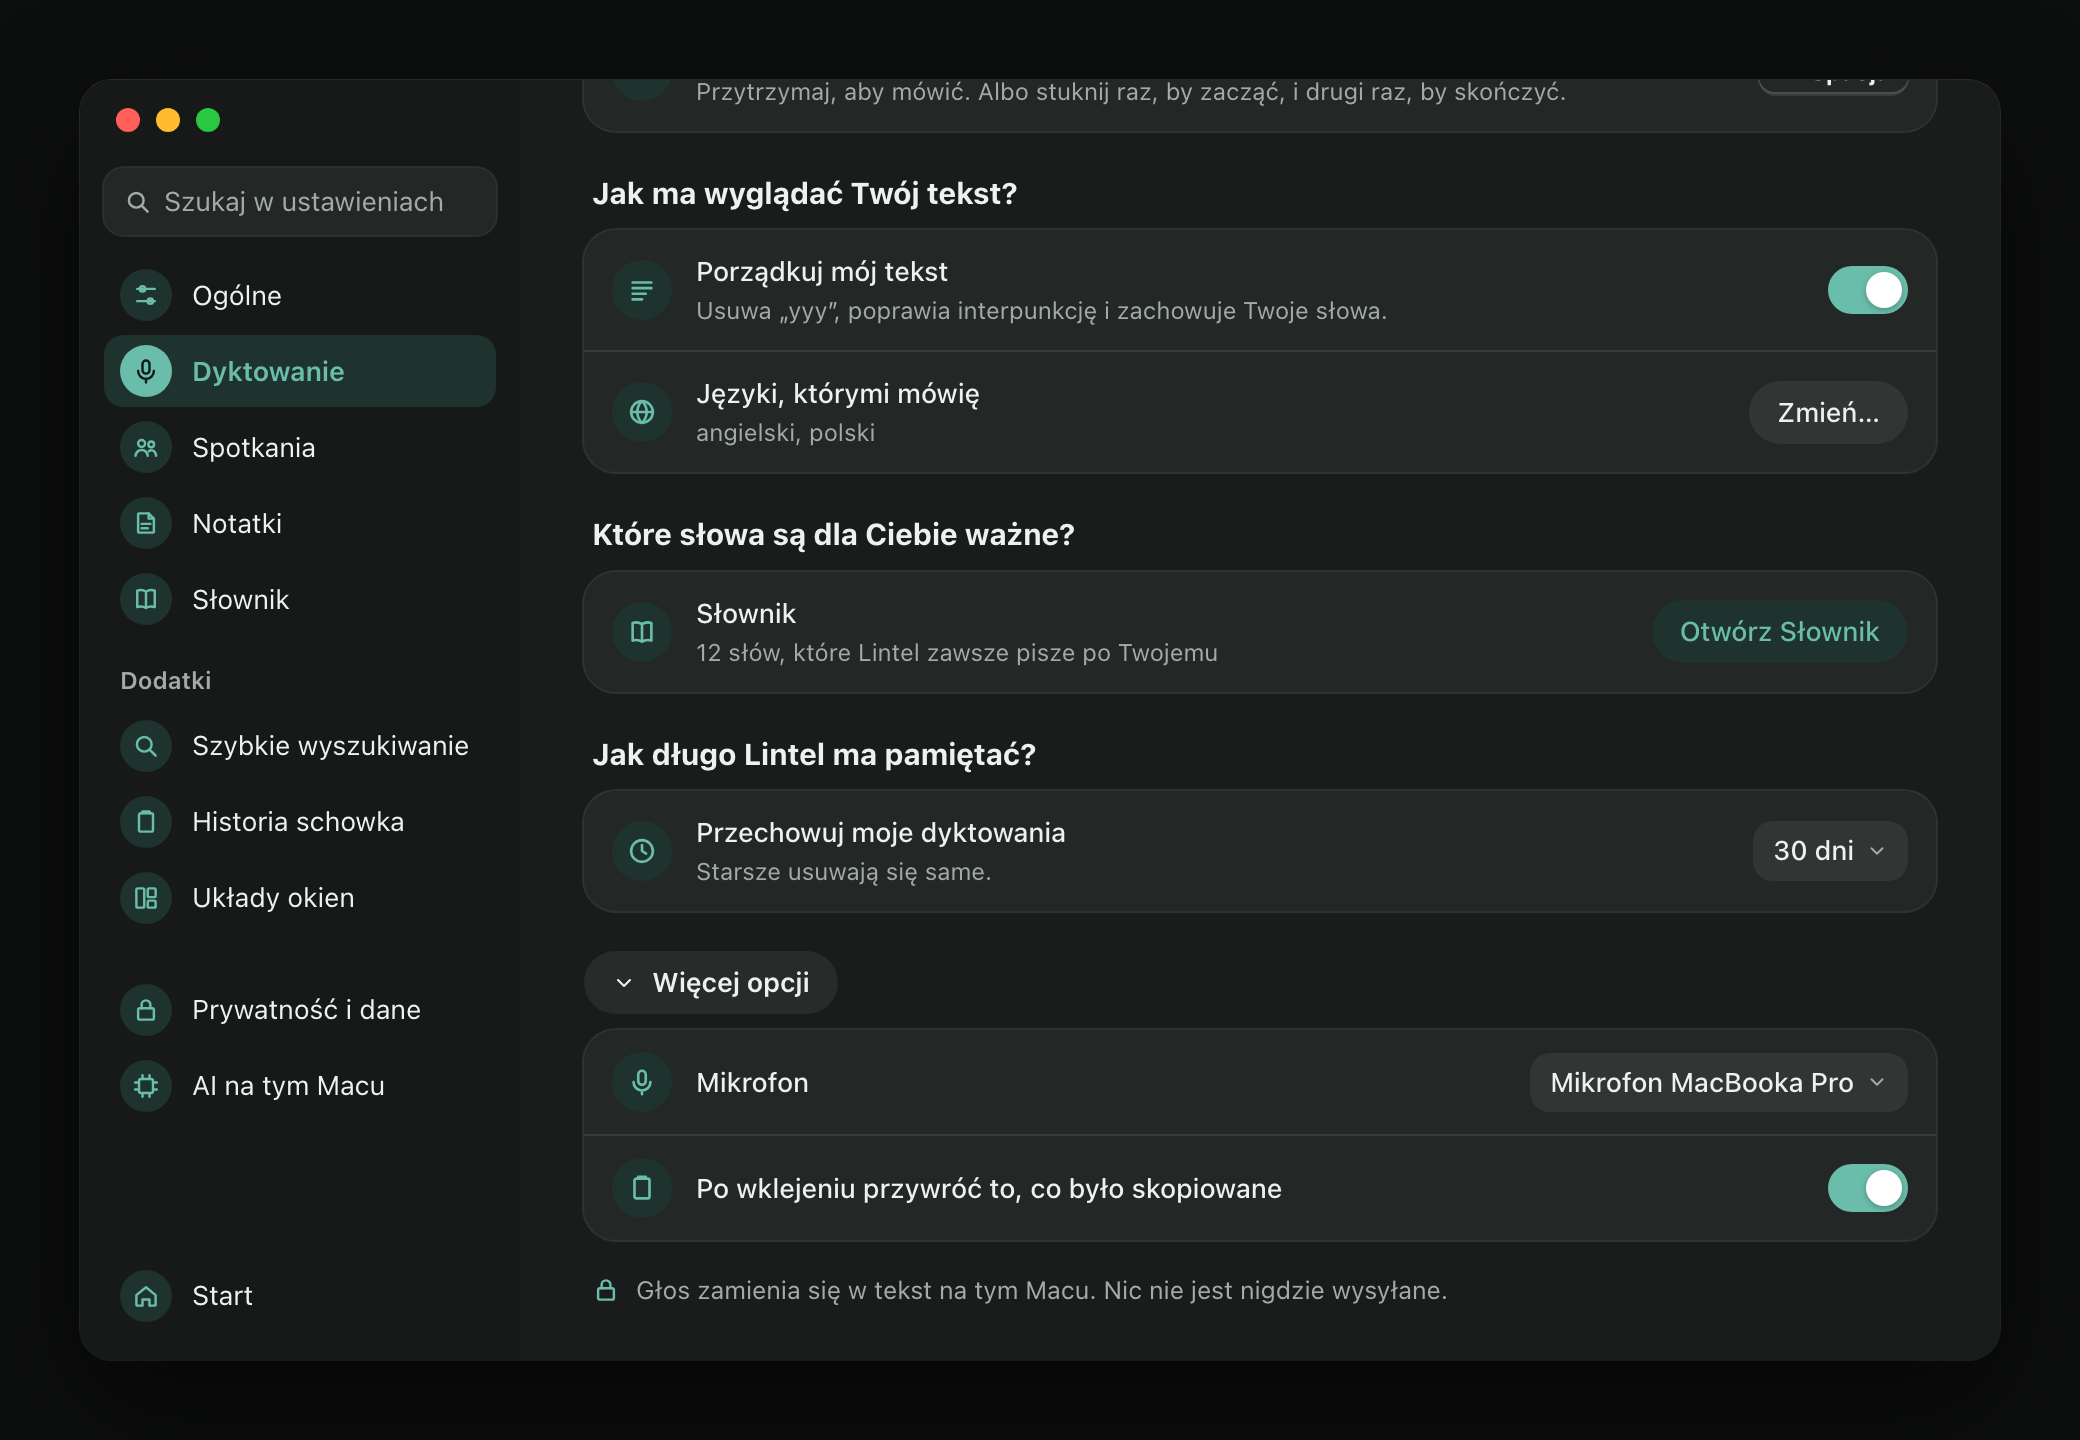 Szukaj w ustawieniach
Ogólne
Dyktowanie
Spotkania
Notatki
Słownik
Dodatki
Szybkie wyszukiwanie
Historia schowka
Układy okien
Prywatność i dane
AI na tym Macu
Start
Przytrzymaj, aby mówić. Albo stuknij raz, by zacząć, i drugi raz, by skończyć.
Jak ma wyglądać Twój tekst?
Porządkuj mój tekst
Usuwa „yyy”, poprawia interpunkcję i zachowuje Twoje słowa.
Języki, którymi mówię
angielski, polski
Zmień...
Które słowa są dla Ciebie ważne?
Słownik
12 słów, które Lintel zawsze pisze po Twojemu
Otwórz Słownik
Jak długo Lintel ma pamiętać?
Przechowuj moje dyktowania
Starsze usuwają się same.
30 dni
Więcej opcji
Mikrofon
Mikrofon MacBooka Pro
Po wklejeniu przywróć to, co było skopiowane
Głos zamienia się w tekst na tym Macu. Nic nie jest nigdzie wysyłane.